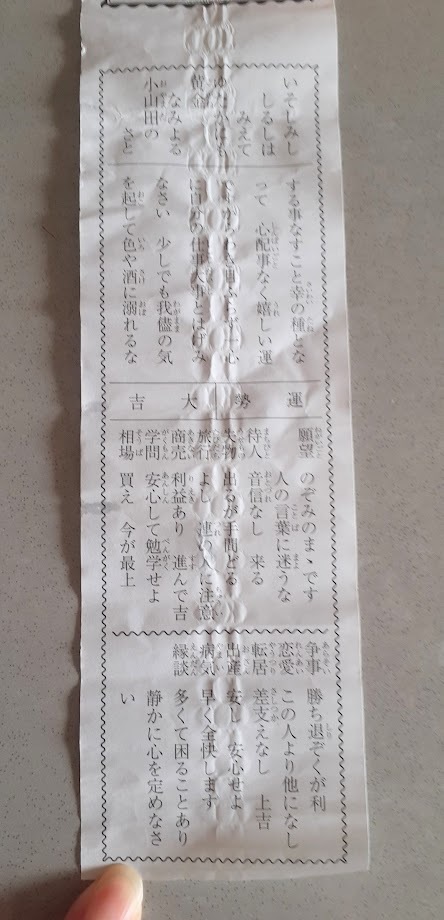 いそしみし
しるしは
みえて
黄金
なみよる
小山田の
さと
する事なすこと幸の種とな
って 心配事なく嬉しい運
わき目ふらず一心
に自分の仕事大事とはげみ
なさい 少しでも我儘の気
を起して色や酒に溺れるな
運勢 大吉
願望 のぞみのまゝです
人の言葉に迷うな
待人 音信なし 来る
失物 出るが手間どる
旅行 よし 連の人に注意
商売 利益あり 進んで吉
学問 安心して勉学せよ
相場 買え 今が最上
争事 勝ち退ぞくが利
恋愛 この人より他になし
転居 差支えなし 上吉
出産 安し 安心せよ
病気 早く全快します
縁談 多くて困ることあり
静かに心を定めなさ
い